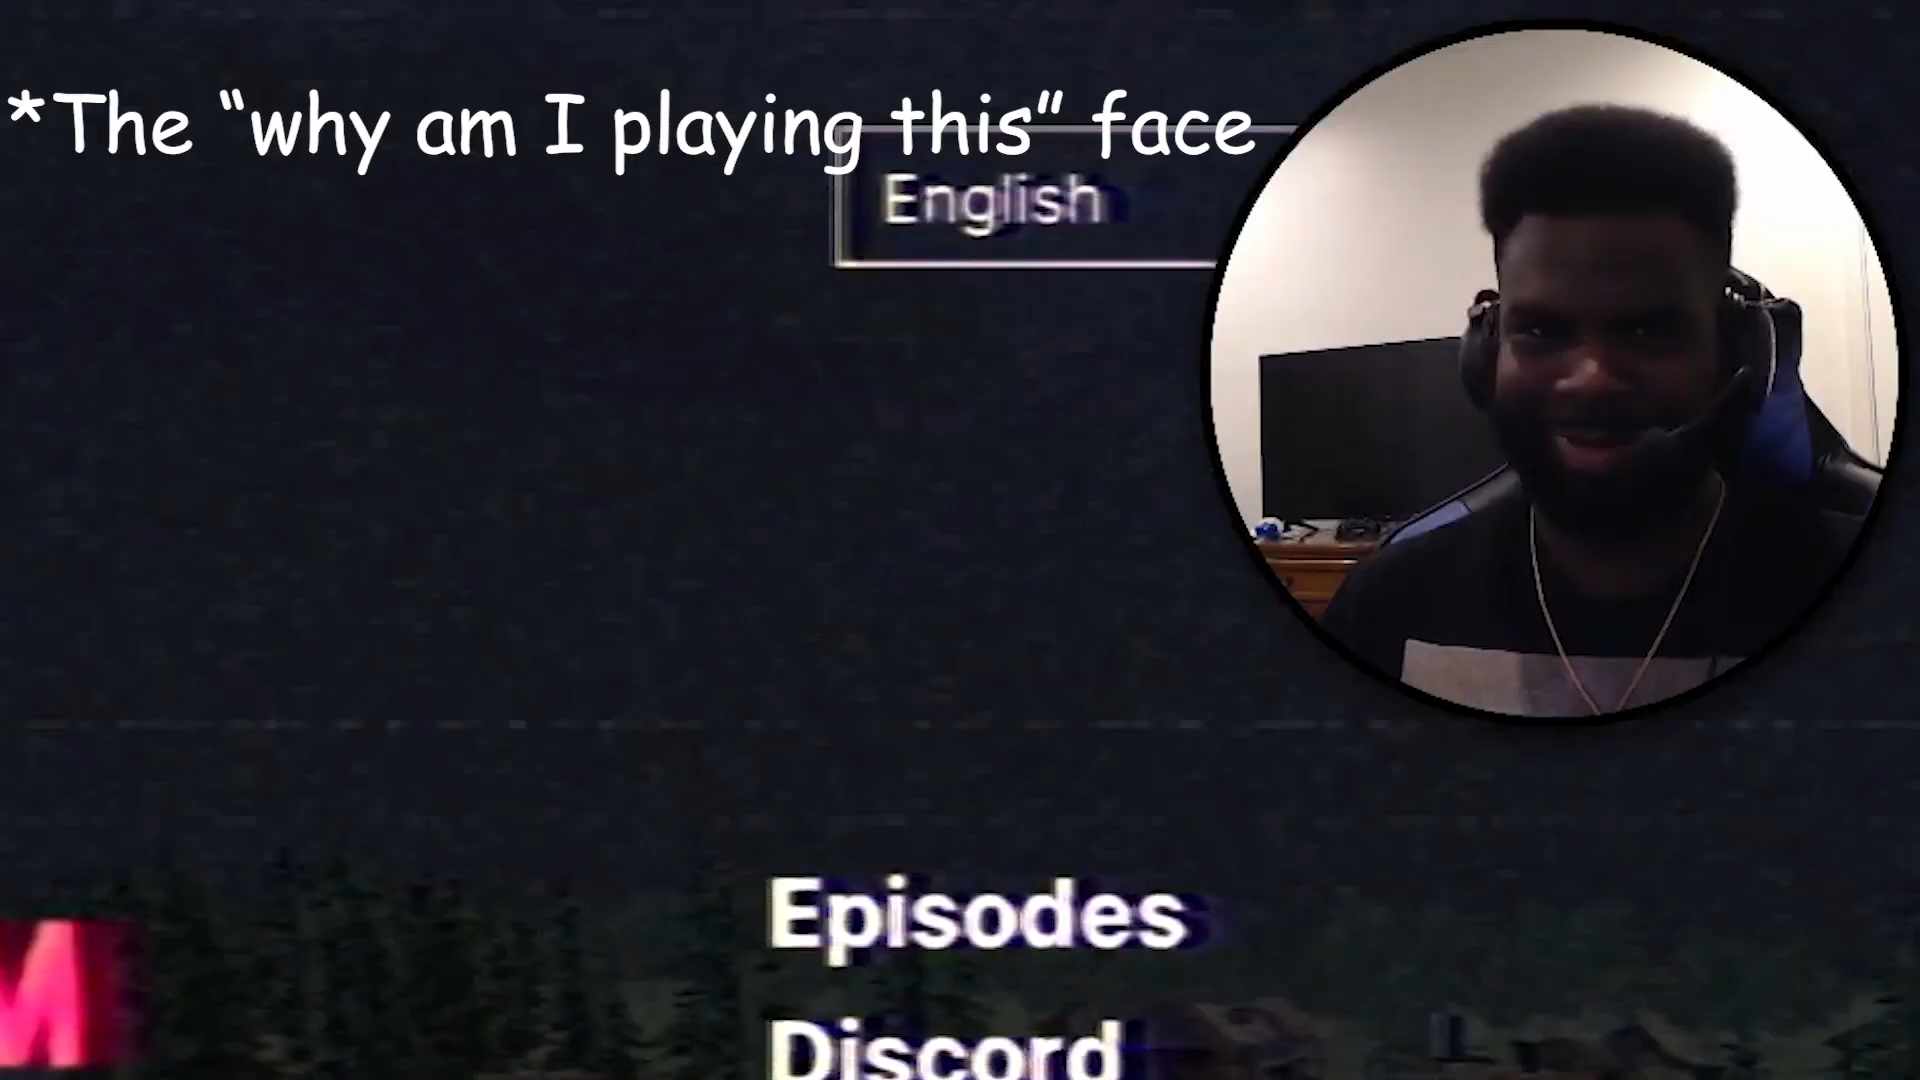 *The “why am I playing this” face
English
Episodes
M
Discord